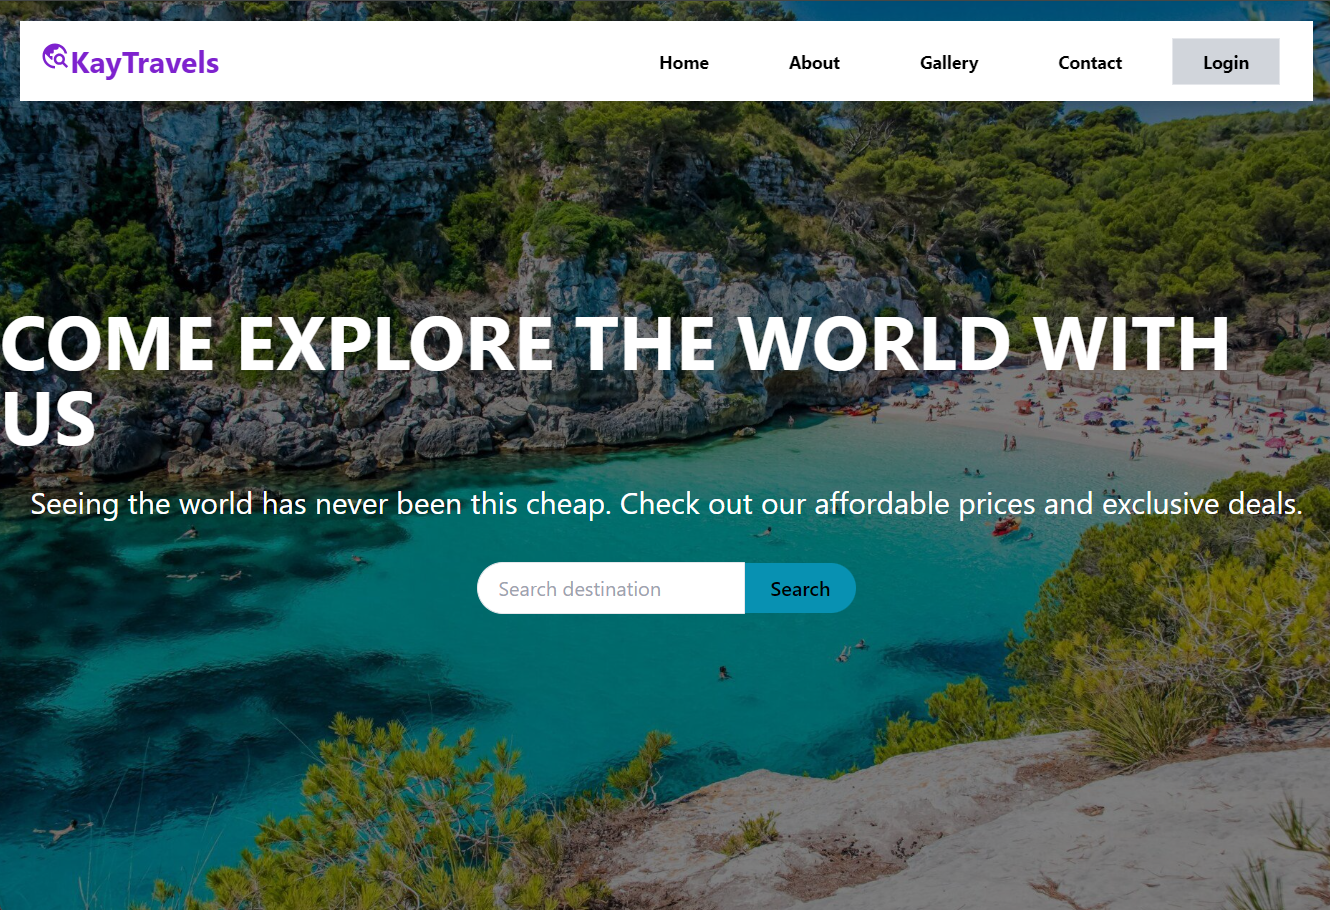 KayTravels
Home About Gallery Contact Login
COME EXPLORE THE WORLD WITH
US
Seeing the world has never been this cheap. Check out our affordable prices and exclusive deals.
Search destination Search